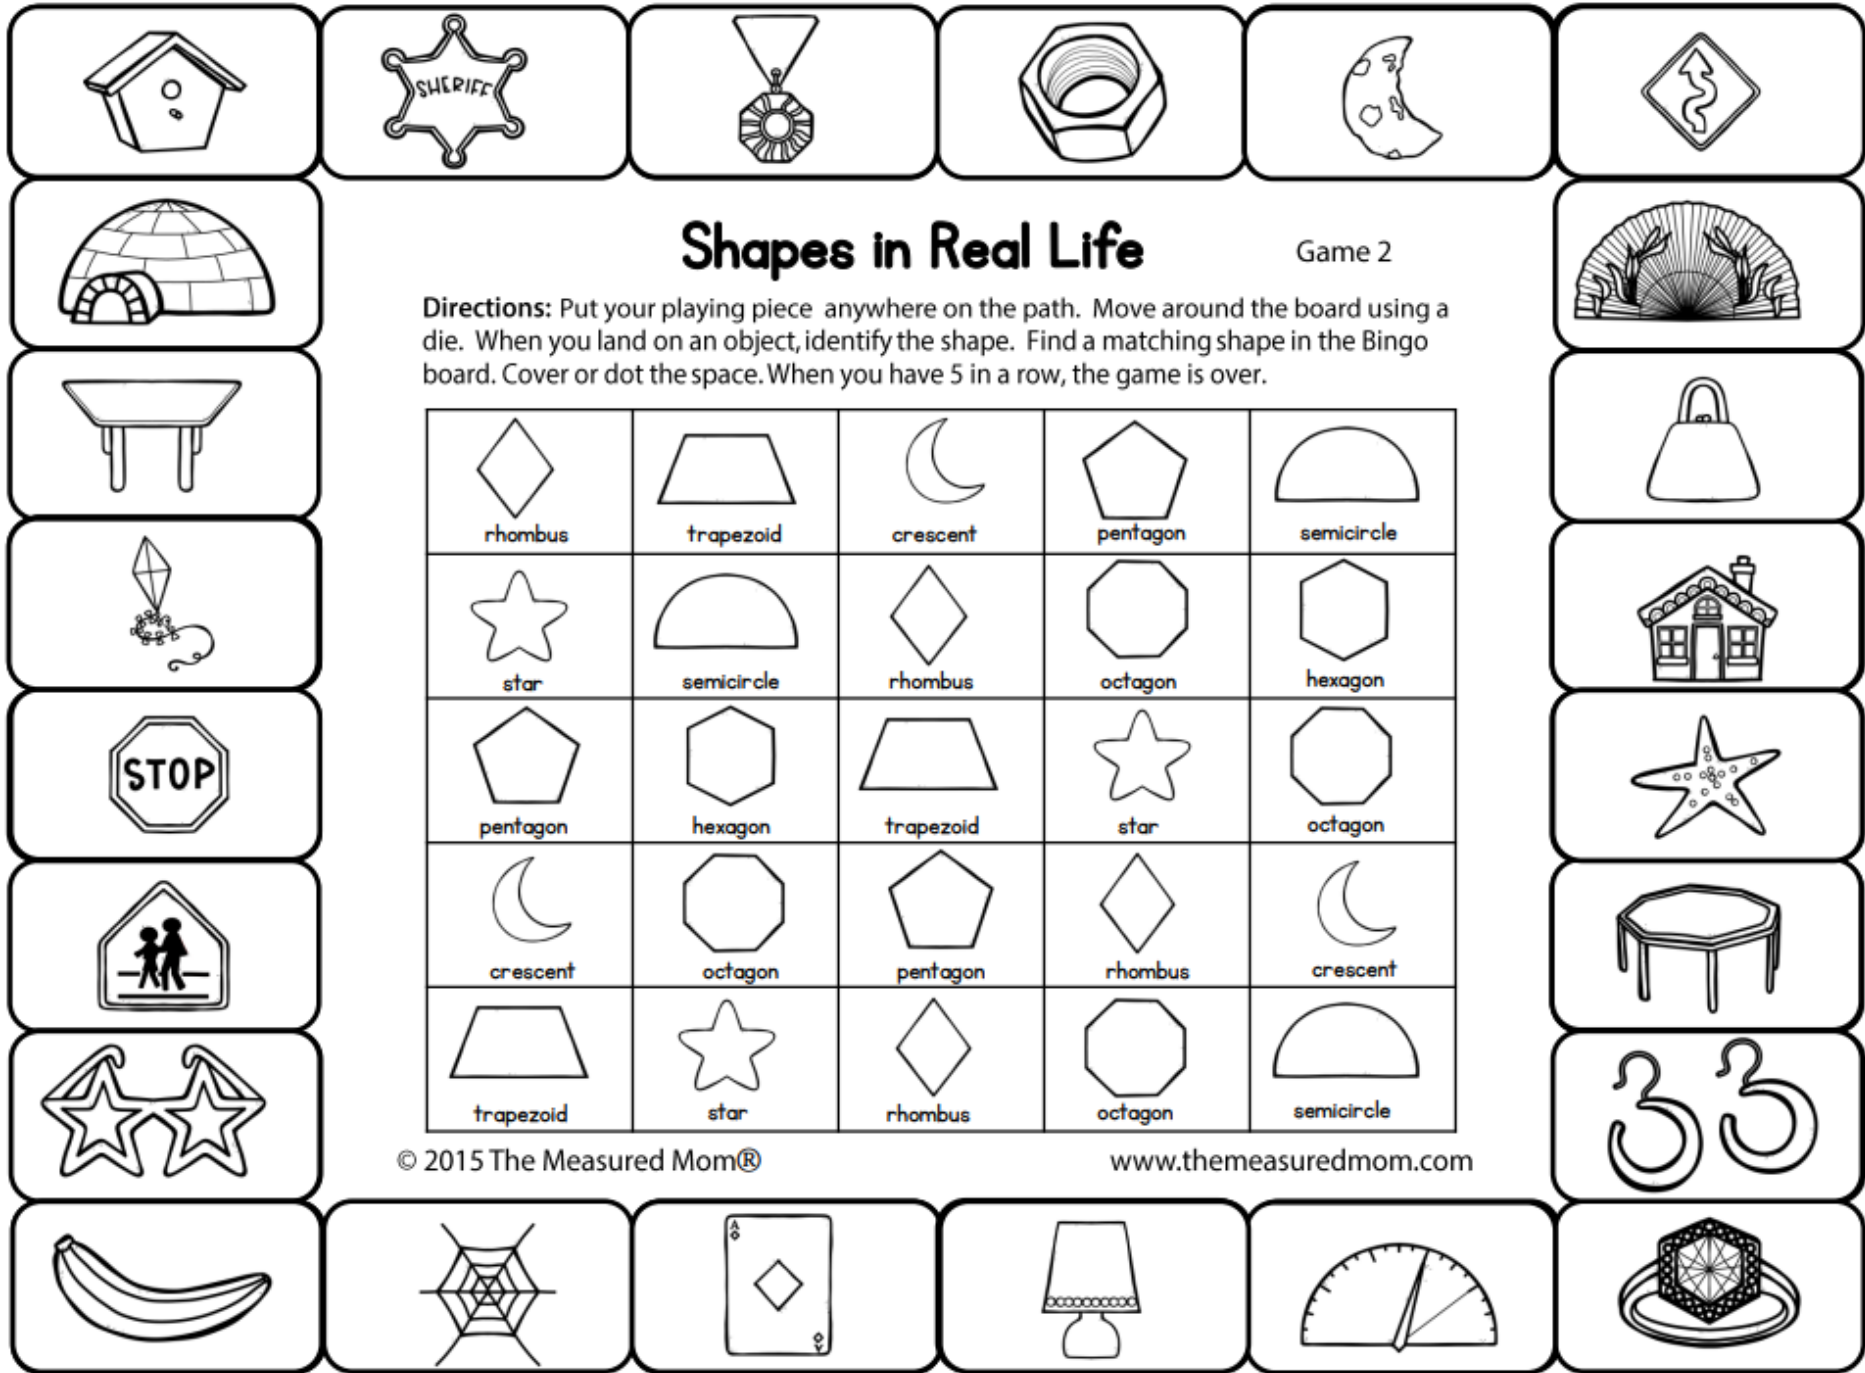 SHERIFF
Shapes in Real Life
Game 2
Directions: Put your playing piece anywhere on the path. Move around the board using a
die. When you land on an object, identify the shape. Find a matching shape in the Bingo
board. Cover or dot the space. When you have 5 in a row, the game is over.
rhombus trapezoid crescent pentagon semicircle
star semicircle rhombus octagon hexagon
STOP
pentagon hexagon trapezoid star octagon
crescent octagon pentagon rhombus crescent
trapezoid star rhombus octagon semicircle
© 2015 The Measured Mom® www.themeasuredmom.com
A
A